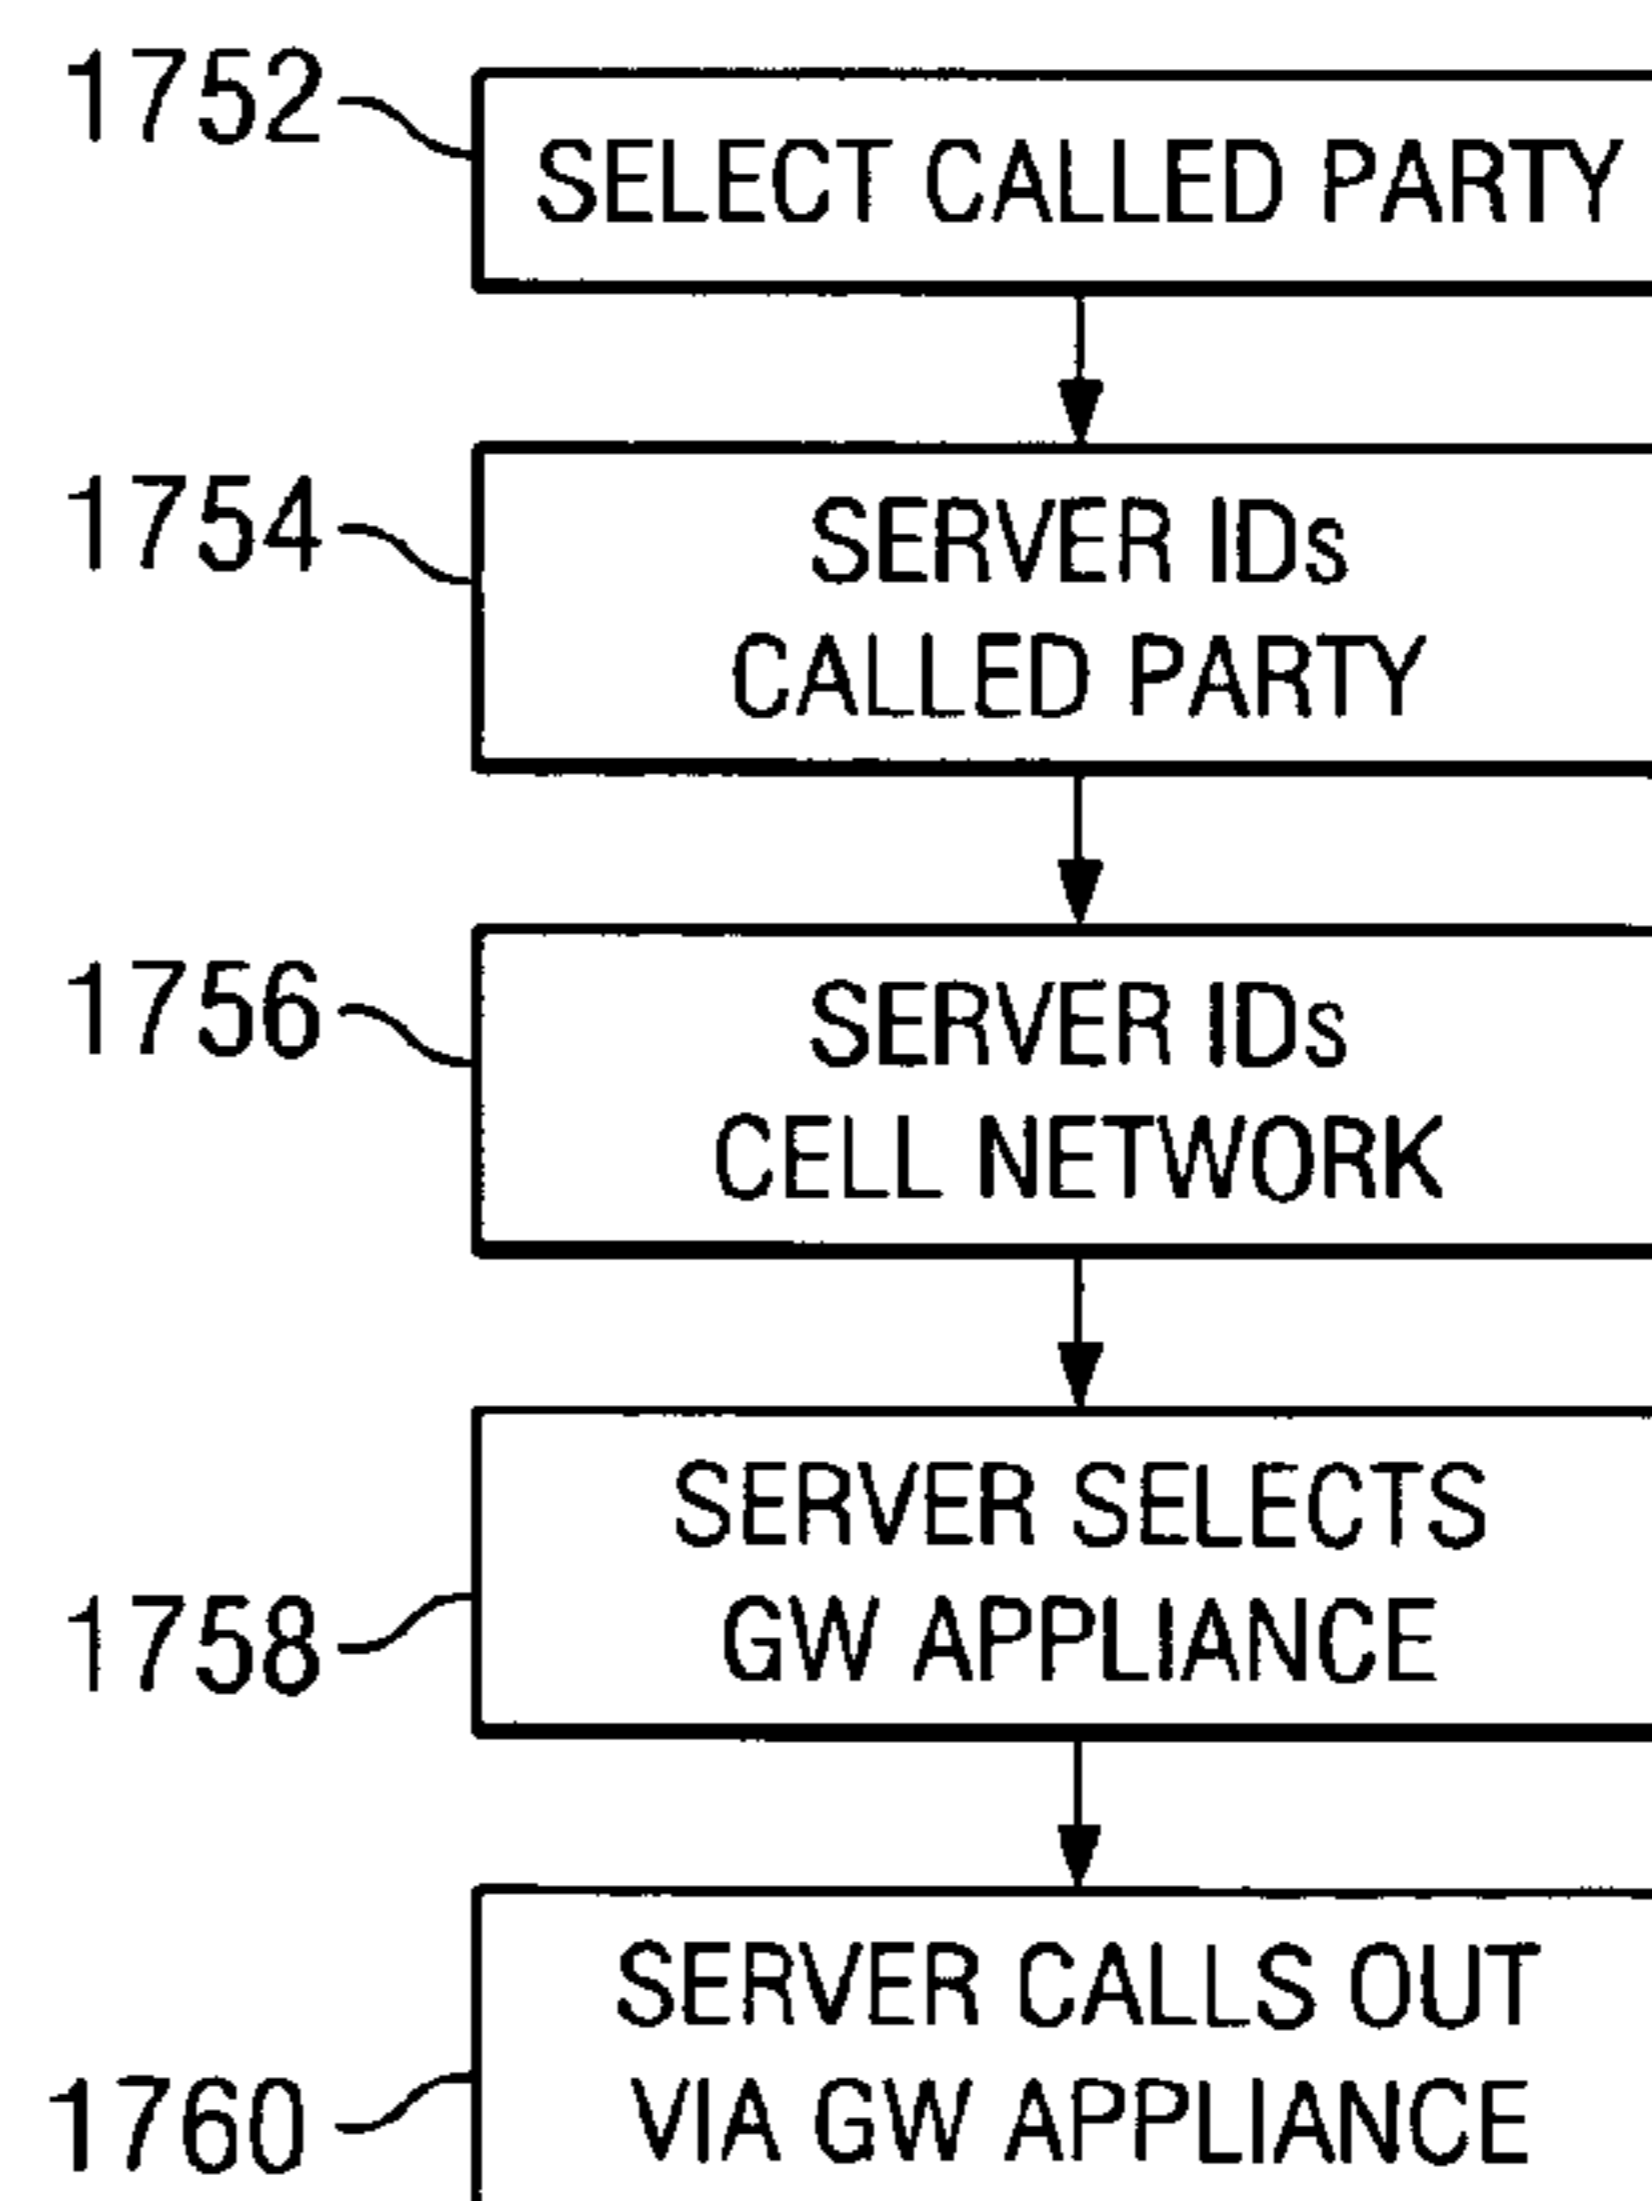 1752
SELECT CALLED PARTY
1754
SERVER IDs
CALLED PARTY
1756
SERVER IDs
CELL NETWORK
1758
SERVER SELECTS
GW APPLIANCE
1760
SERVER CALLS OUT
VIA GW APPLIANCE